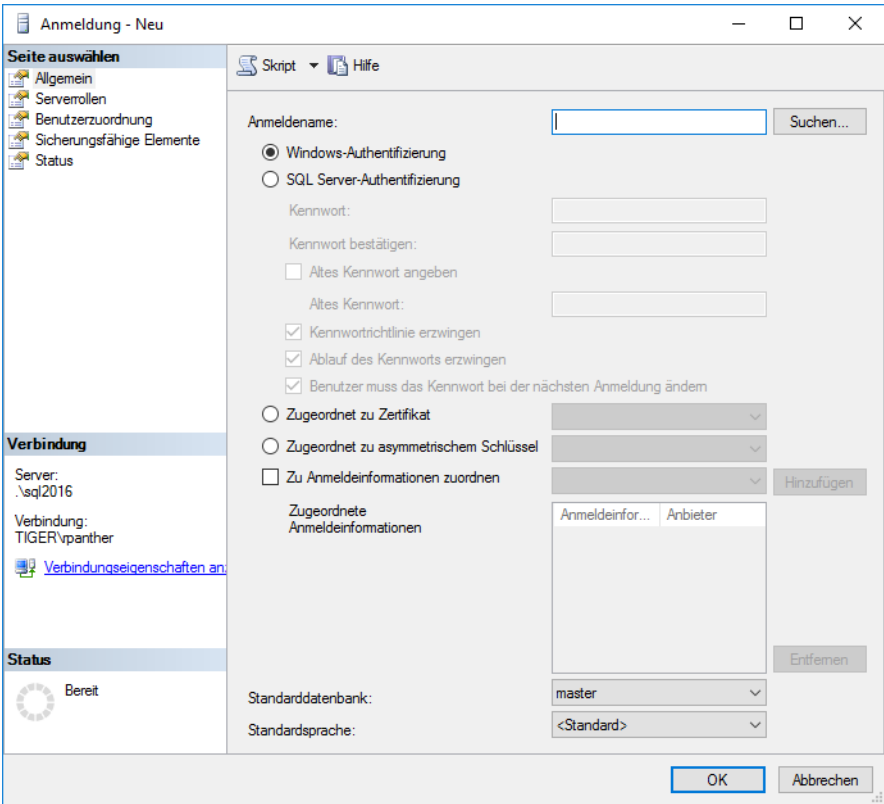 Anmeldung - Neu
Seite auswählen
Allgemein
Serverrollen
Benutzerzuordnung
Sicherungsfähige Elemente
Status
Verbindung
Server:
.\sql2016
Verbindung:
TIGER\rpanther
Verbindungseigenschaften an
Status
Bereit
Skript
Hilfe
Anmeldename:
Suchen...
Windows-Authentifizierung
SQL Server-Authentifizierung
Kennwort:
Kennwort bestätigen:
Altes Kennwort angeben
Altes Kennwort:
Kennwortrichtlinie erzwingen
Ablauf des Kennworts erzwingen
Benutzer muss das Kennwort bei der nächsten Anmeldung ändern
Zugeordnet zu Zertifikat
Zugeordnet zu asymmetrischem Schlüssel
Zu Anmeldeinformationen zuordnen
Hinzufügen
Zugeordnete
Anmeldeinformationen
Anmeldeinfor... Anbieter
Entfernen
Standarddatenbank: master
Standardsprache: <Standard>
OK Abbrechen